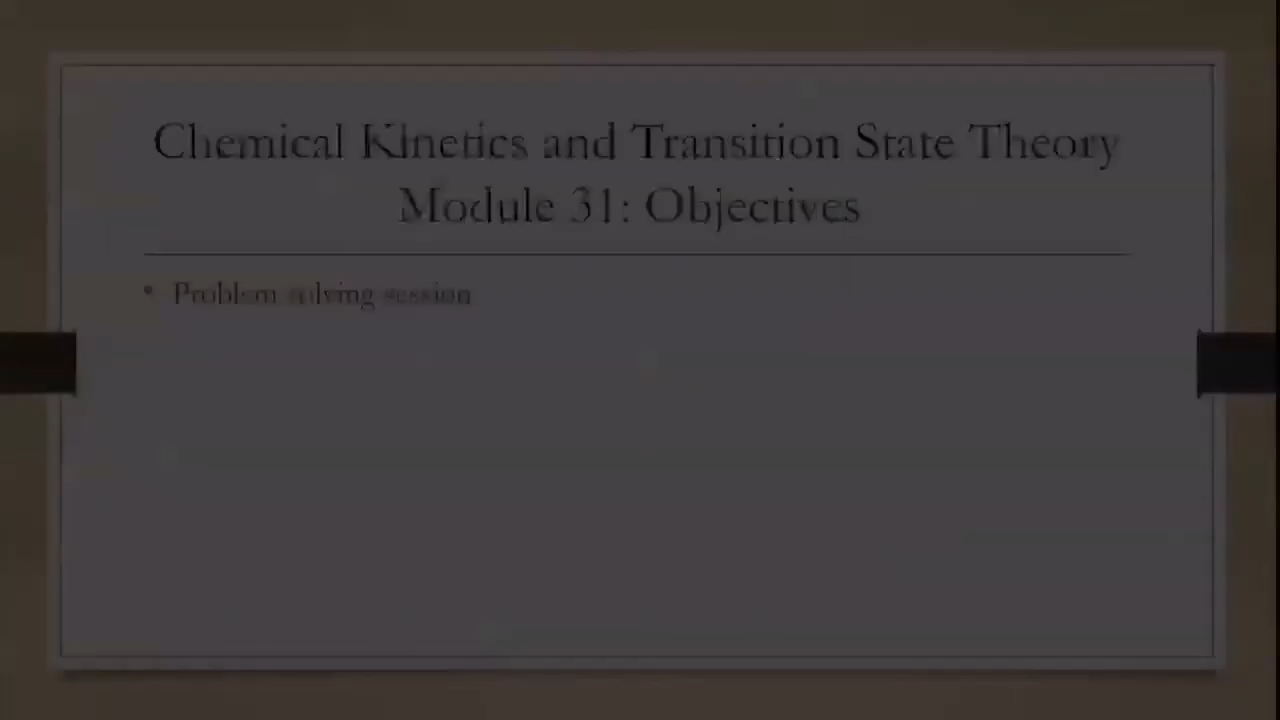 Chemical Kinetics and Transition State Theory
Module 31: Objectives
• Problem solving session